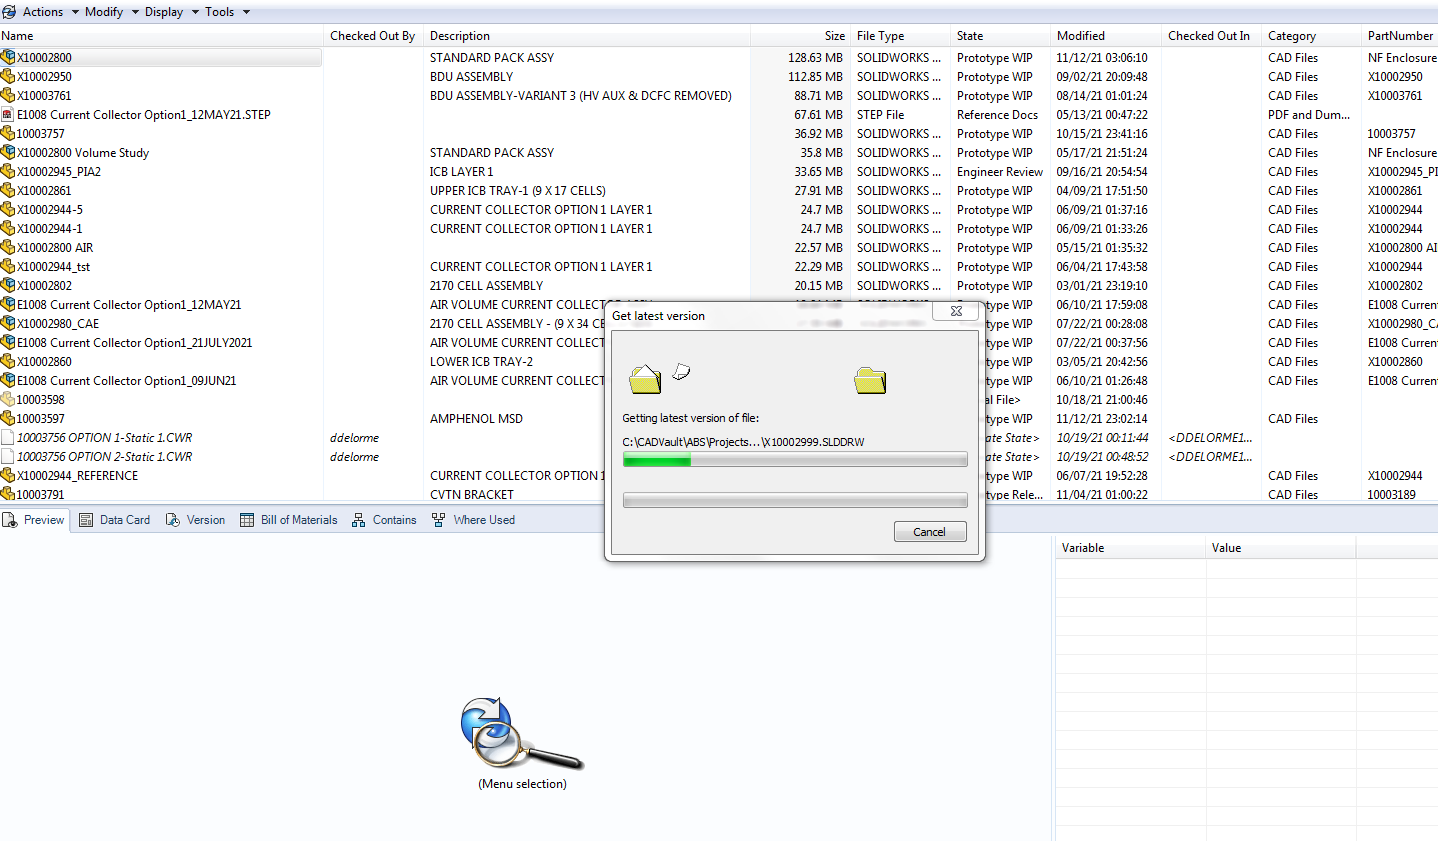 Actions Modify Display Tools
Name Checked Out By Description Size File Type State Modified Checked Out In Category PartNumber
X10002800 STANDARD PACK ASSY 128.63 MB SOLIDWORKS ... Prototype WIP 11/12/21 03:06:10 CAD Files NF Enclosure
X10002950 BDU ASSEMBLY 112.85 MB SOLIDWORKS ... Prototype WIP 09/02/21 20:09:48 CAD Files X10002950
X10003761 BDU ASSEMBLY-VARIANT 3 (HV AUX & DCFC REMOVED) 88.71 MB SOLIDWORKS ... Prototype WIP 08/14/21 01:01:24 CAD Files X10003761
E1008 Current Collector Option1_12MAY21.STEP 67.61 MB STEP File Reference Docs 05/13/21 00:47:22 PDF and Dum...
10003757 36.92 MB SOLIDWORKS ... Prototype WIP 10/15/21 23:41:16 CAD Files 10003757
X10002800 Volume Study STANDARD PACK ASSY 35.8 MB SOLIDWORKS ... Prototype WIP 05/17/21 21:51:24 CAD Files NF Enclosure
X10002945_PIA2 ICB LAYER 1 33.65 MB SOLIDWORKS ... Engineer Review 09/16/21 20:54:54 CAD Files X10002945_PI
X10002861 UPPER ICB TRAY-1 (9 X 17 CELLS) 27.91 MB SOLIDWORKS ... Prototype WIP 04/09/21 17:51:50 CAD Files X10002861
X10002944-5 CURRENT COLLECTOR OPTION 1 LAYER 1 24.7 MB SOLIDWORKS ... Prototype WIP 06/09/21 01:37:16 CAD Files X10002944
X10002944-1 CURRENT COLLECTOR OPTION 1 LAYER 1 24.7 MB SOLIDWORKS ... Prototype WIP 06/09/21 01:33:26 CAD Files X10002944
X10002800 AIR 22.57 MB SOLIDWORKS ... Prototype WIP 05/15/21 01:35:32 CAD Files X10002800 AI
X10002944_tst CURRENT COLLECTOR OPTION 1 LAYER 1 22.29 MB SOLIDWORKS ... Prototype WIP 06/04/21 17:43:58 CAD Files X10002944
X10002802 2170 CELL ASSEMBLY 20.15 MB SOLIDWORKS ... Prototype WIP 03/01/21 23:19:10 CAD Files X10002802
E1008 Current Collector Option1_12MAY21 AIR VOLUME CURRENT COLLECTOR ototype WIP 06/10/21 17:59:08 CAD Files E1008 Current
X10002980_CAE 2170 CELL ASSEMBLY - (9 X 34 CE totype WIP 07/22/21 00:28:08 CAD Files X10002980_CA
E1008 Current Collector Option1_21JULY2021 AIR VOLUME CURRENT COLLECT type WIP 07/22/21 00:37:56 CAD Files E1008 Current
X10002860 LOWER ICB TRAY-2 type WIP 03/05/21 20:42:56 CAD Files X10002860
E1008 Current Collector Option1_09JUN21 AIR VOLUME CURRENT COLLECT type WIP 06/10/21 01:26:48 CAD Files E1008 Current
10003598 al File> 10/18/21 21:00:46
10003597 AMPHENOL MSD type WIP 11/12/21 23:02:14 CAD Files
10003756 OPTION 1-Static 1.CWR ddelorme ate State> 10/19/21 00:11:44 <DDELORME1...
10003756 OPTION 2-Static 1.CWR ddelorme ate State> 10/19/21 00:48:52 <DDELORME1...
X10002944_REFERENCE CURRENT COLLECTOR OPTION 1 type WIP 06/07/21 19:52:28 CAD Files X10002944
10003791 CVTN BRACKET type Rele... 11/04/21 01:00:22 CAD Files 10003189
Get latest version
Getting latest version of file:
C:\CADVault\ABS\Projects...\X10002999.SLDDRW
Cancel
Preview Data Card Version Bill of Materials Contains Where Used
Variable Value
(Menu selection)